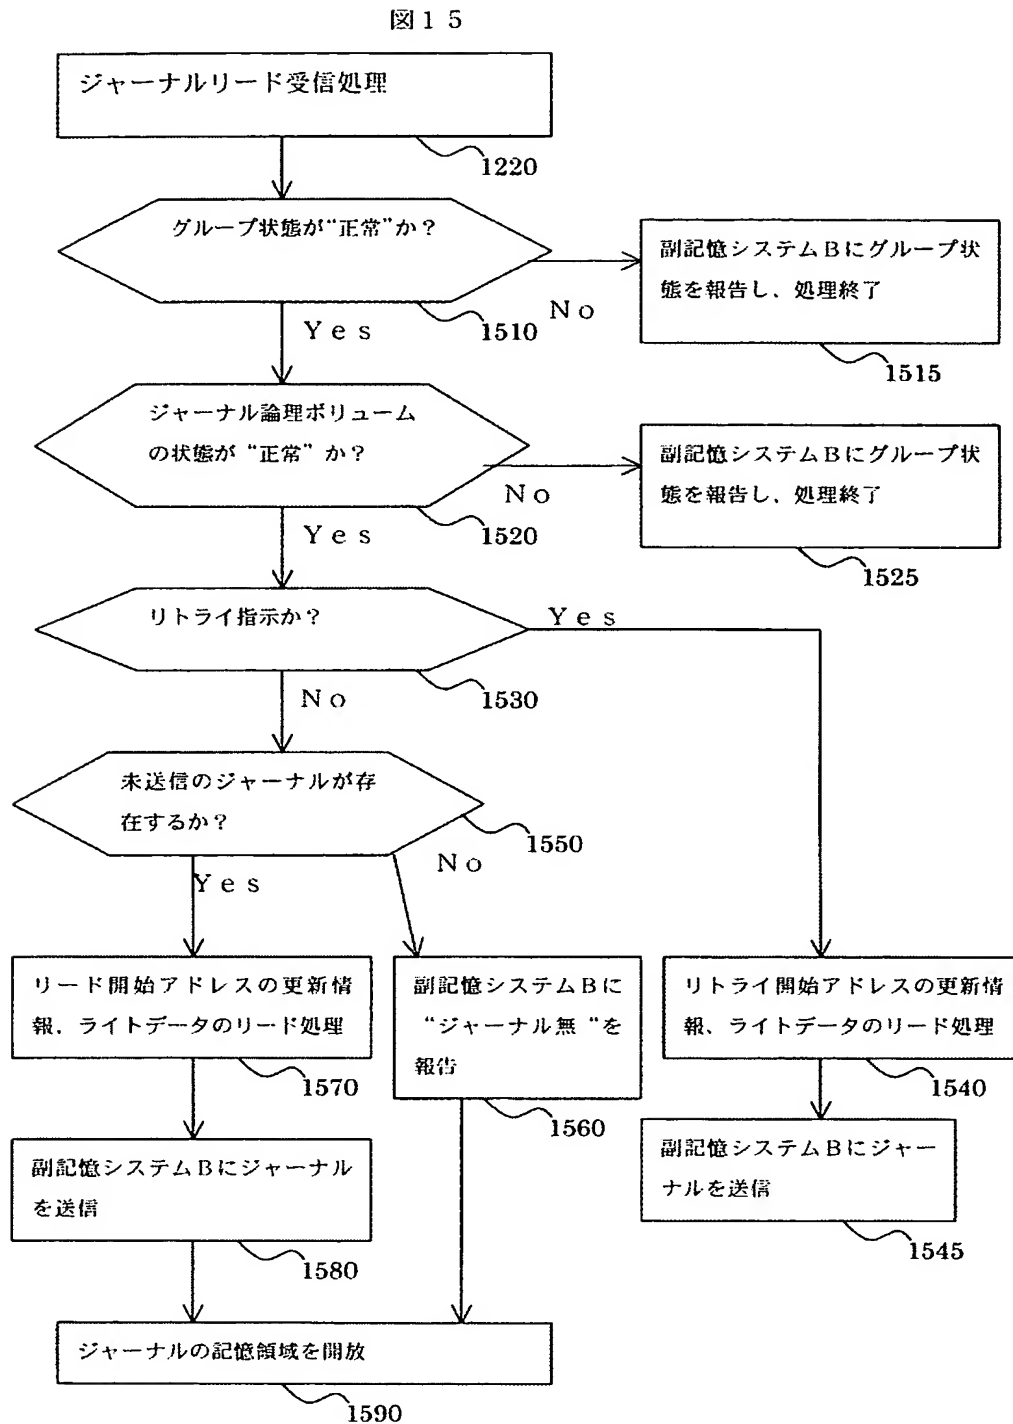 図15
ジャーナルリード受信処理
1220
グループ状態が“正常”か？
1510
Yes
No
副記憶システムBにグループ状
態を報告し、処理終了
1515
ジャーナル論理ボリューム
の状態が“正常”か？
1520
Yes
No
副記憶システムBにグループ状
態を報告し、処理終了
1525
リトライ指示か？
1530
Yes
No
未送信のジャーナルが存
在するか？
1550
Yes
No
リード開始アドレスの更新情
報、ライトデータのリード処理
1570
副記憶システムBに
“ジャーナル無“を
報告
1560
リトライ開始アドレスの更新情
報、ライトデータのリード処理
1540
副記憶システムBにジャーナル
を送信
1580
副記憶システムBにジャー
ナルを送信
1545
ジャーナルの記憶領域を開放
1590